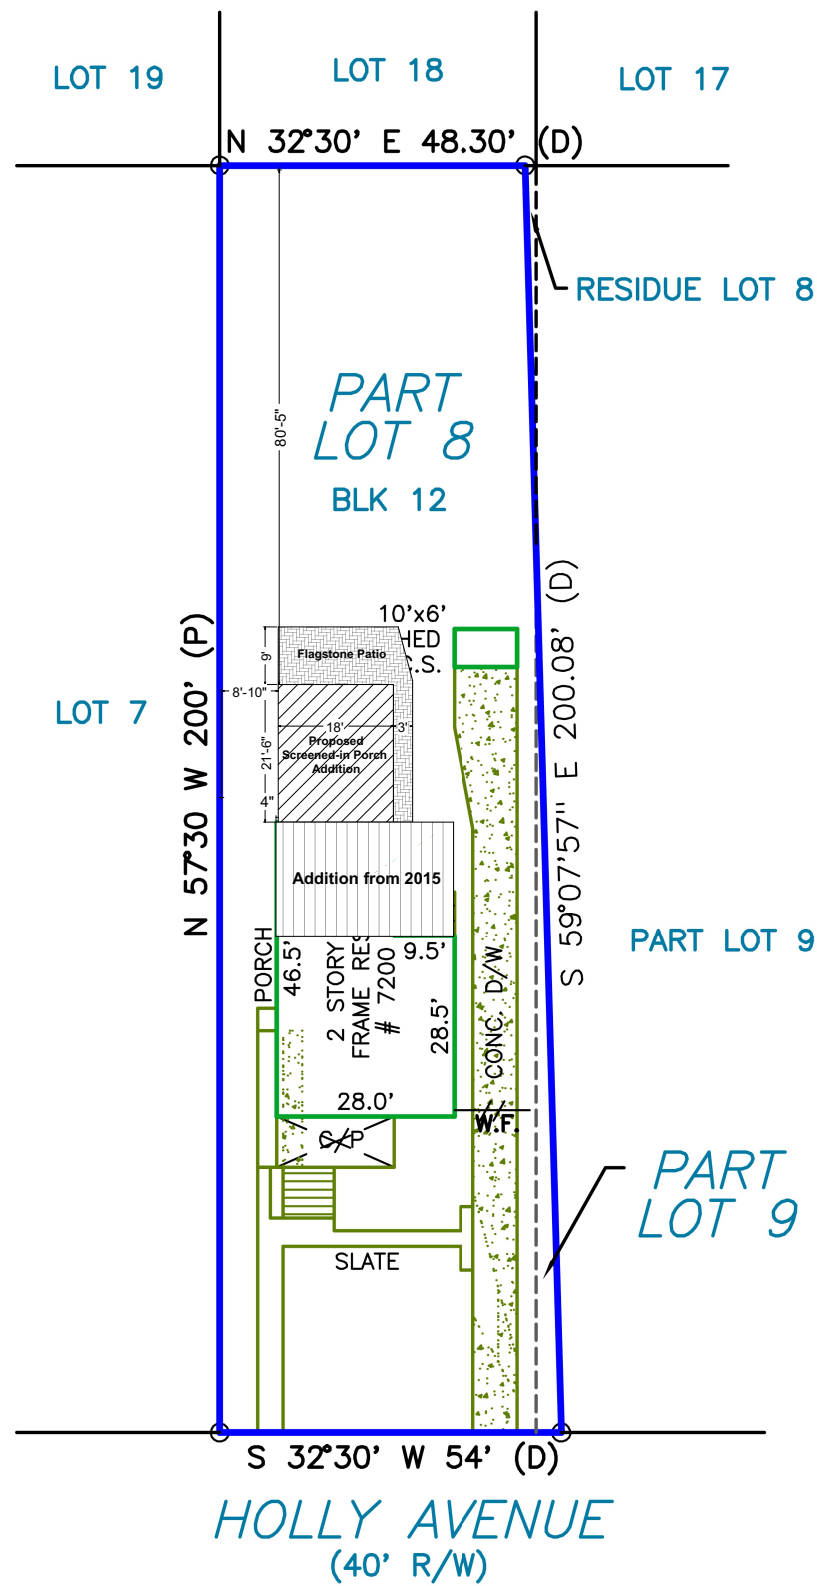 LOT 19
LOT 18
LOT 17
N 32°30' E 48.30' (D)
RESIDUE LOT 8
PART
LOT 8
BLK 12
80'-5"
10'x6'
HED
C.S.
Flagstone Patio
9'
8'-10"
18'
3'
Proposed
Screened-in Porch
Addition
21'-6"
4"
LOT 7
N 57°30 W 200' (P)
S 59°07'57" E 200.08' (D)
Addition from 2015
PART LOT 9
PORCH
46.5'
2 STORY
FRAME RES
# 7200
9.5'
28.5'
28.0'
CONC. D/W
W.F.
C/P
SLATE
PART
LOT 9
S 32°30' W 54' (D)
HOLLY AVENUE
(40' R/W)